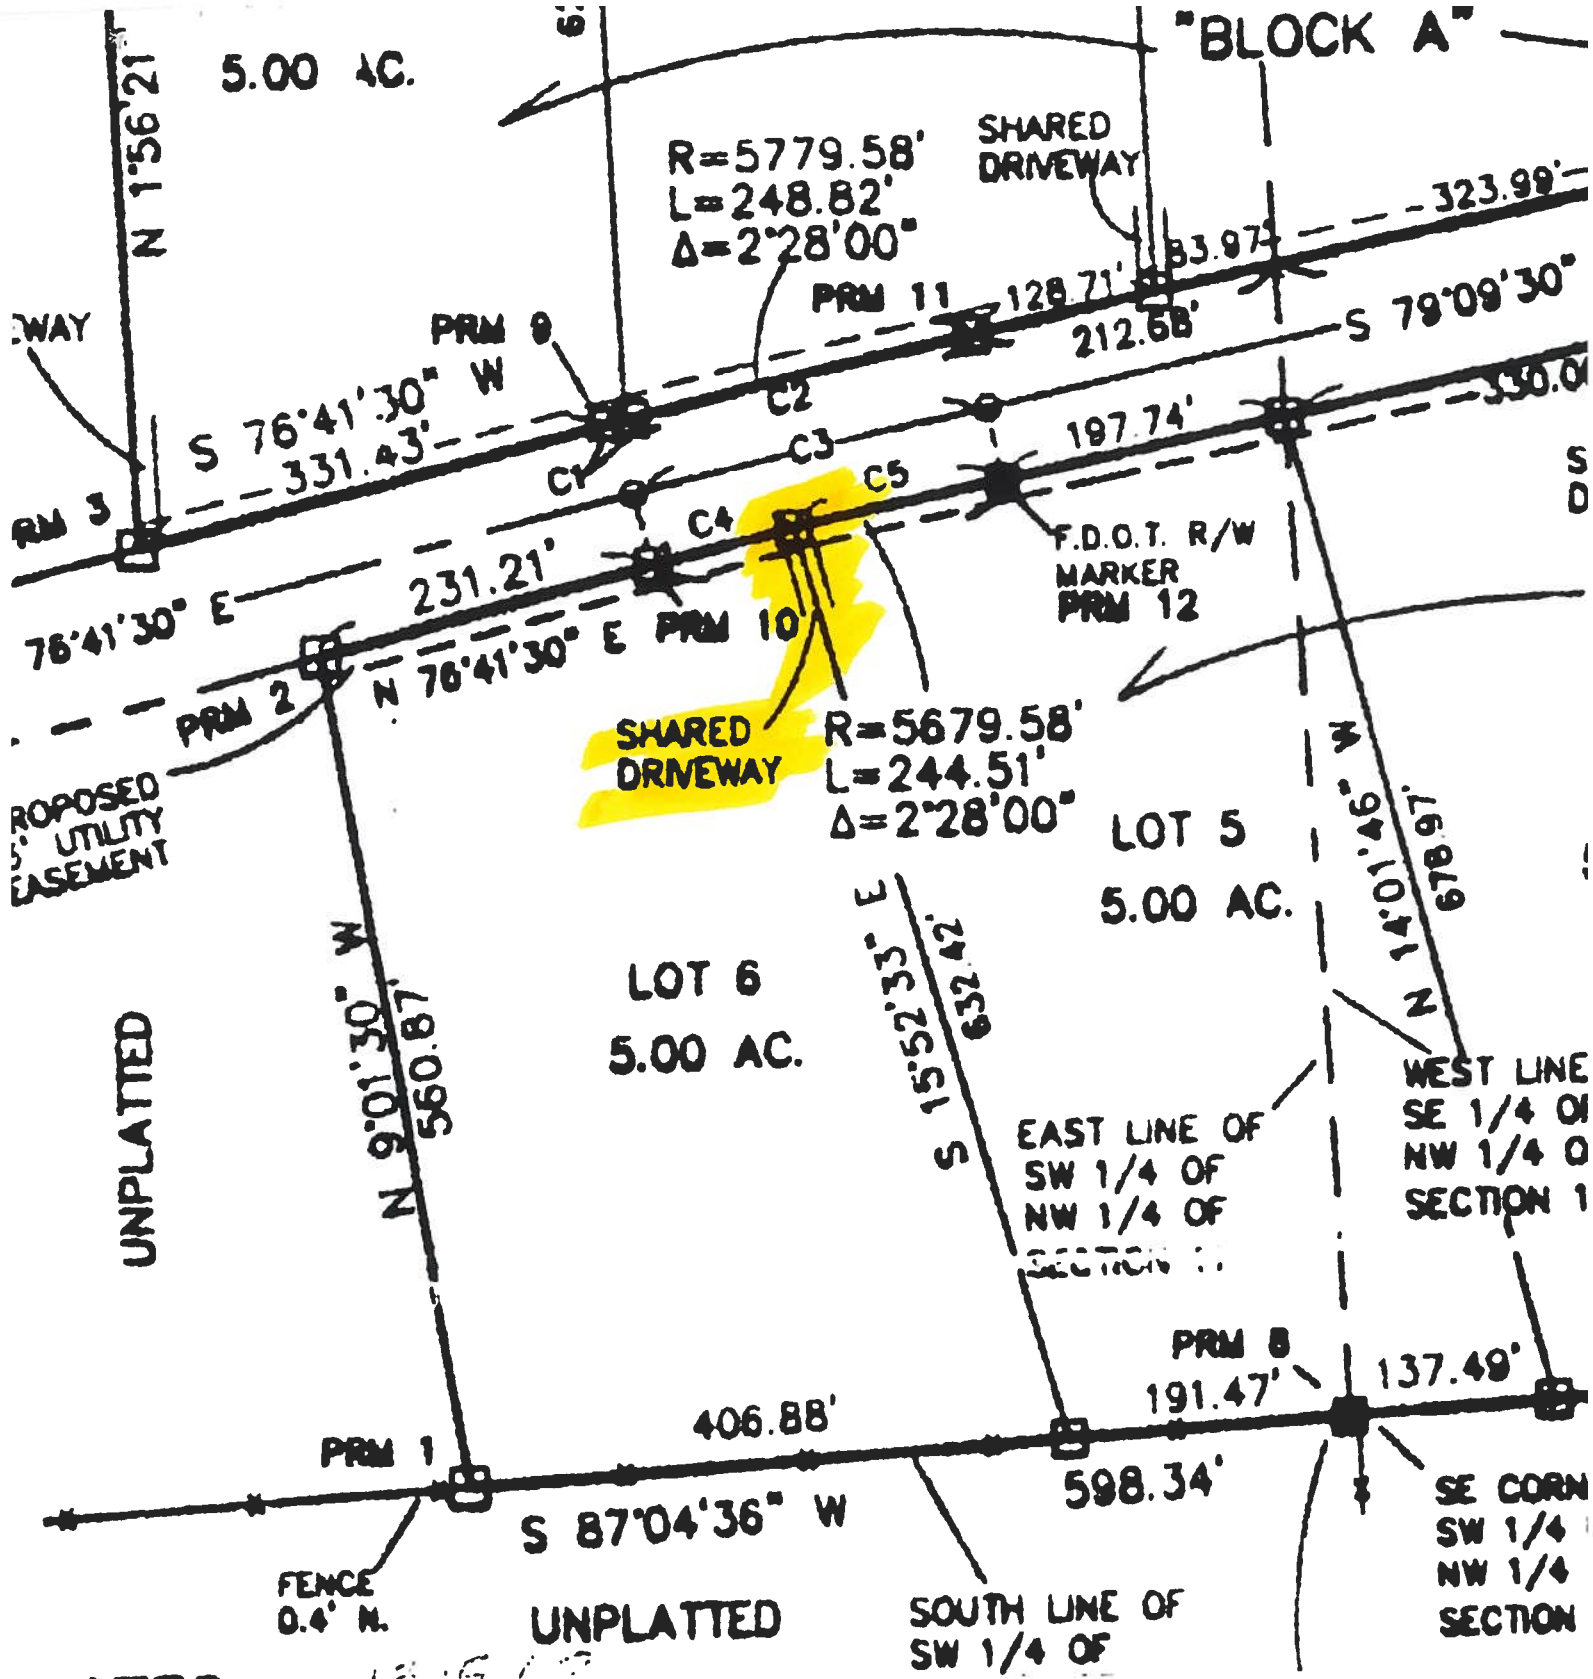 "BLOCK A"
5.00 AC.
N 1°56'21"
SHARED
DRIVEWAY
R=5779.58'
L=248.82'
Δ=2°28'00"
323.99'
83.97'
128.71'
PRM 11
212.68'
S 79°09'30"
PRM 9
S 76°41'30" W
331.43'
C2
C1
C3
197.74'
330.0
C5
C4
F.D.O.T. R/W
MARKER
PRM 12
231.21'
76°41'30" E
PRM 10
N 76°41'30" E
PRM 2
SHARED
DRIVEWAY
R=5679.58'
L=244.51'
Δ=2°28'00"
UTILITY
EASEMENT
LOT 5
5.00 AC.
N 14°01'46" W
678.97'
LOT 6
5.00 AC.
S 15°52'33" E
632.42'
N 9°01'30" W
560.87'
UNPLATTED
WEST LINE
SE 1/4 OF
NW 1/4 O
SECTION 1
EAST LINE OF
SW 1/4 OF
NW 1/4 OF
SECTION
PRM 8
137.49'
191.47'
406.88'
PRM 1
598.34'
S 87°04'36" W
SE CORN
SW 1/4
NW 1/4
SECTION
FENCE
0.4' N.
UNPLATTED
SOUTH LINE OF
SW 1/4 OF